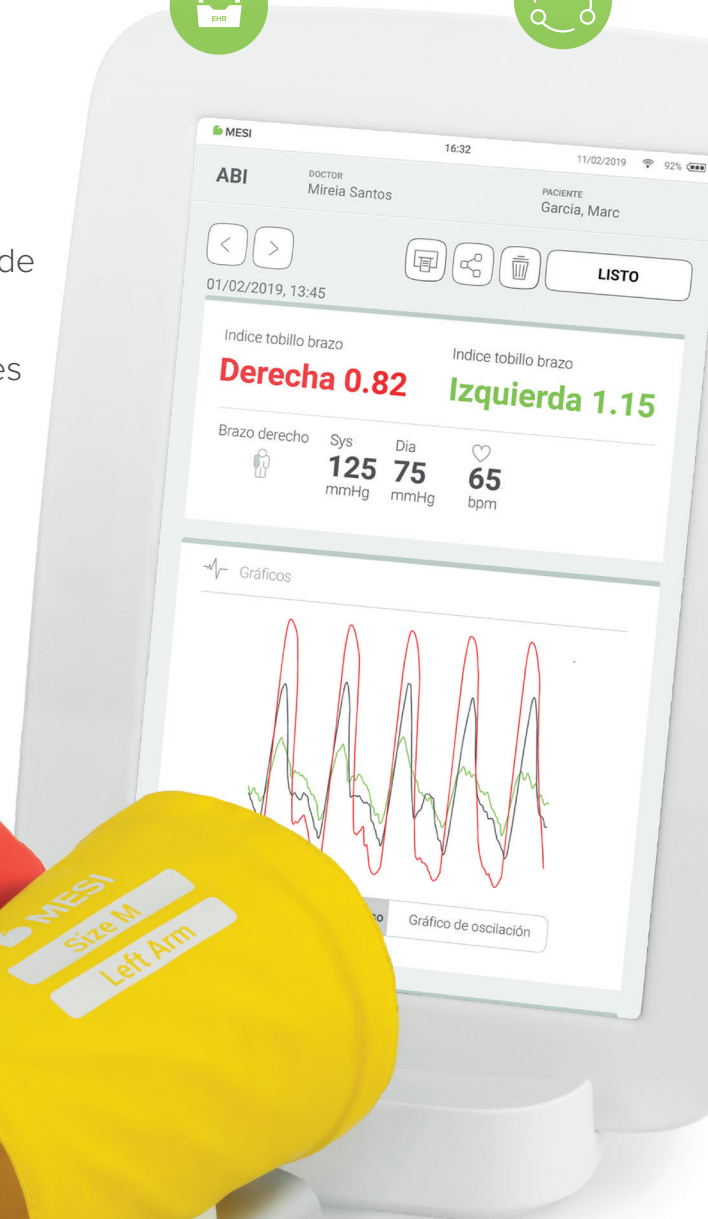 EHR
de
es
MESI 16:32 11/02/2019 92%
ABI
DOCTOR
Mireia Santos
PACIENTE
Garcia, Marc
LISTO
01/02/2019, 13:45
Indice tobillo brazo
Derecha 0.82
Indice tobillo brazo
Izquierda 1.15
Brazo derecho
Sys
125
mmHg
Dia
75
mmHg
65
bpm
Gráficos
co
Gráfico de oscilación
MESI
Size M
Left Arm